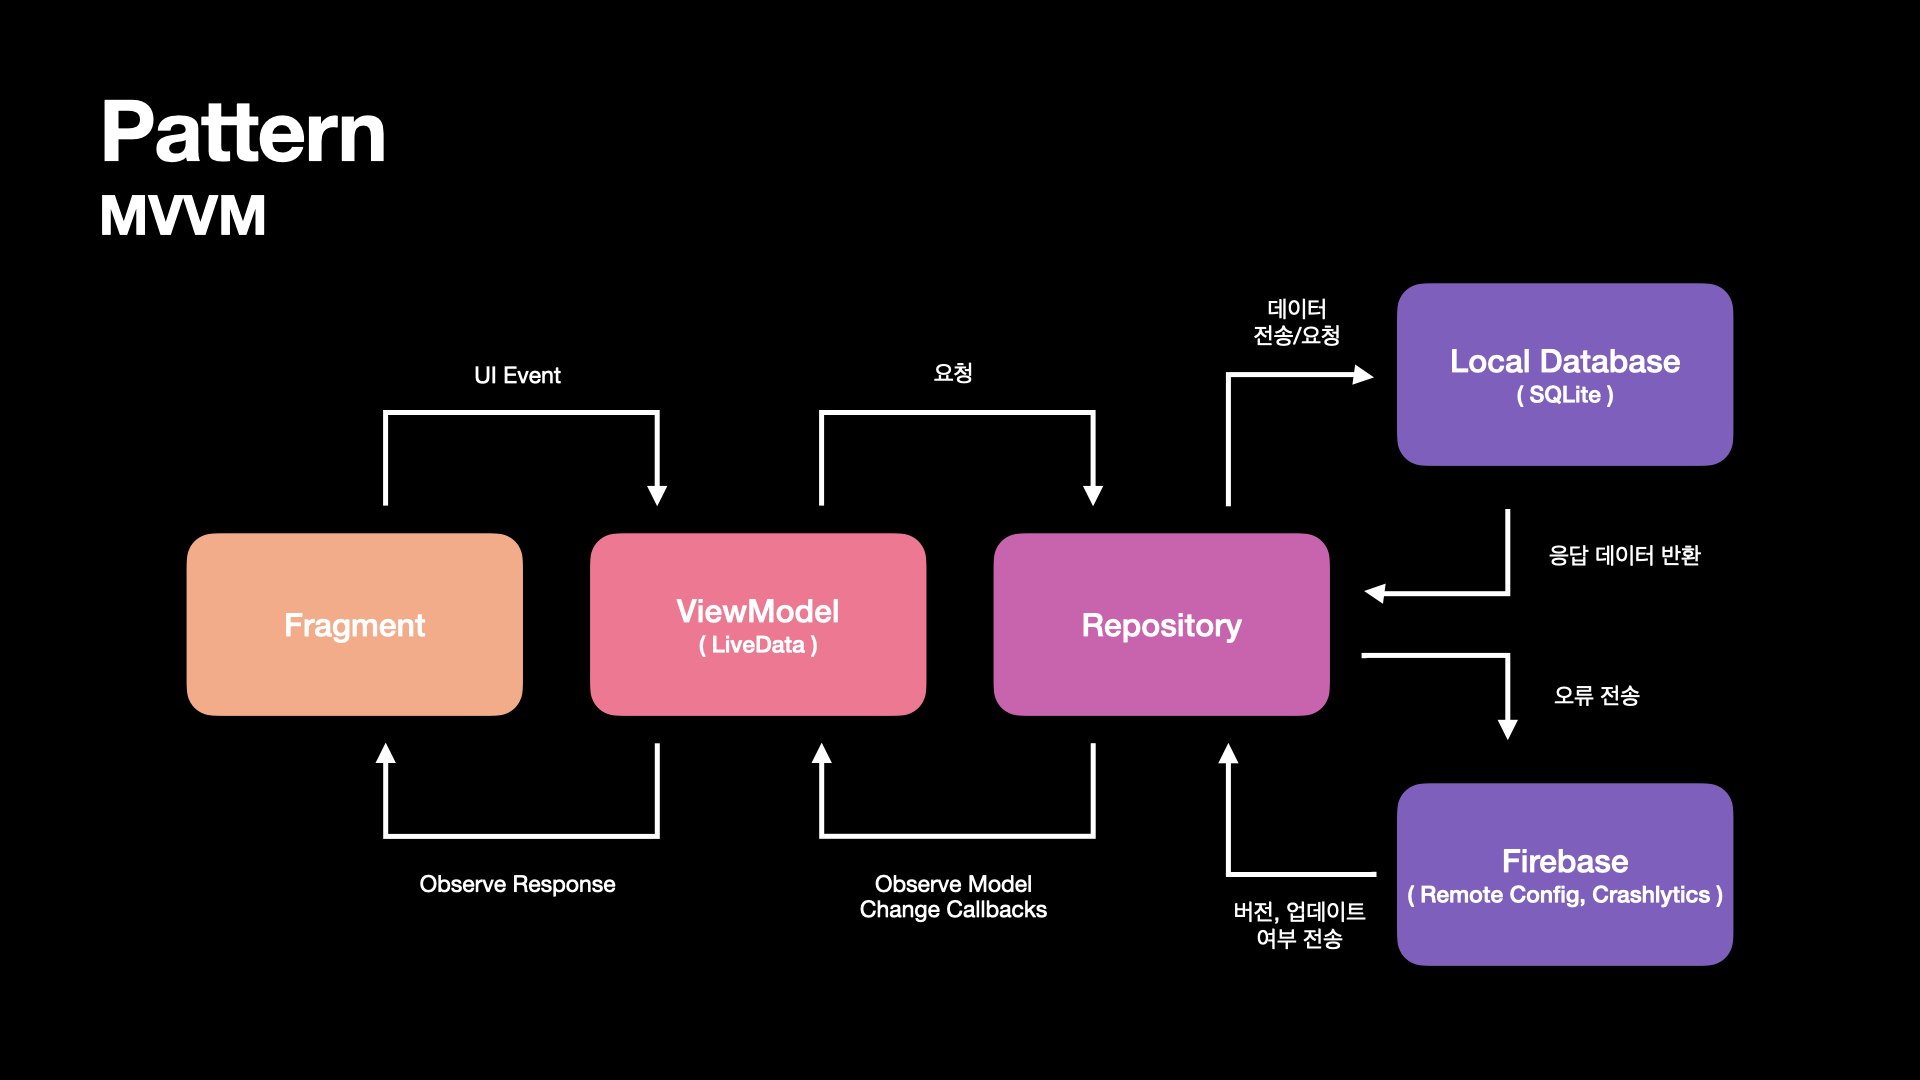 Pattern
MVVM
UI Event
요청
데이터
전송/요청
Local Database
( SQLite )
Fragment
ViewModel
( LiveData )
Repository
응답 데이터 반환
오류 전송
Observe Response
Observe Model
Change Callbacks
버전, 업데이트
여부 전송
Firebase
( Remote Config, Crashlytics )